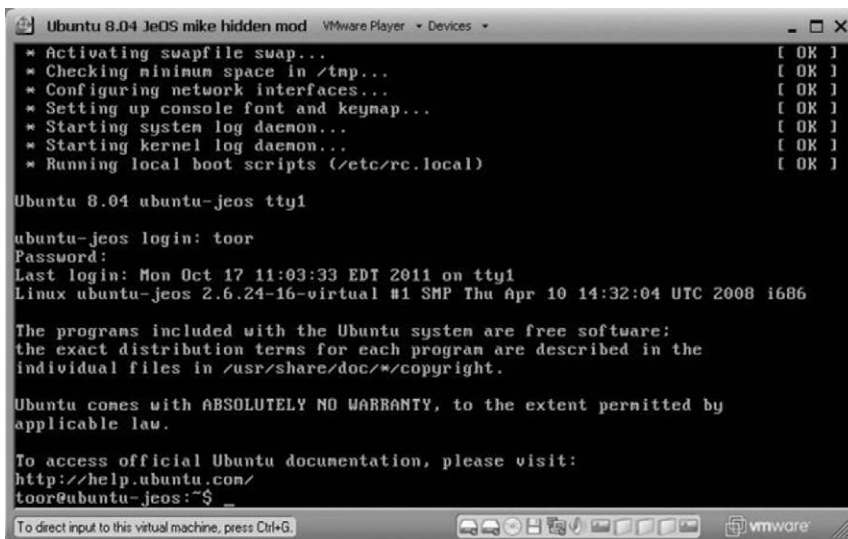 Ubuntu 8.04 JeOS mike hidden mod VMware Player Devices
* Activating swapfile swap... [ OK ]
* Checking minimum space in /tmp... [ OK ]
* Configuring network interfaces... [ OK ]
* Setting up console font and keymap... [ OK ]
* Starting system log daemon... [ OK ]
* Starting kernel log daemon... [ OK ]
* Running local boot scripts (/etc/rc.local) [ OK ]
Ubuntu 8.04 ubuntu-jeos tty1
ubuntu-jeos login: toor
Password:
Last login: Mon Oct 17 11:03:33 EDT 2011 on tty1
Linux ubuntu-jeos 2.6.24-16-virtual #1 SMP Thu Apr 10 14:32:04 UTC 2008 i686
The programs included with the Ubuntu system are free software;
the exact distribution terms for each program are described in the
individual files in /usr/share/doc/*/copyright.
Ubuntu comes with ABSOLUTELY NO WARRANTY, to the extent permitted by
applicable law.
To access official Ubuntu documentation, please visit:
http://help.ubuntu.com/
toor@ubuntu-jeos:~$ _
To direct input to this virtual machine, press Ctrl+G. vmware